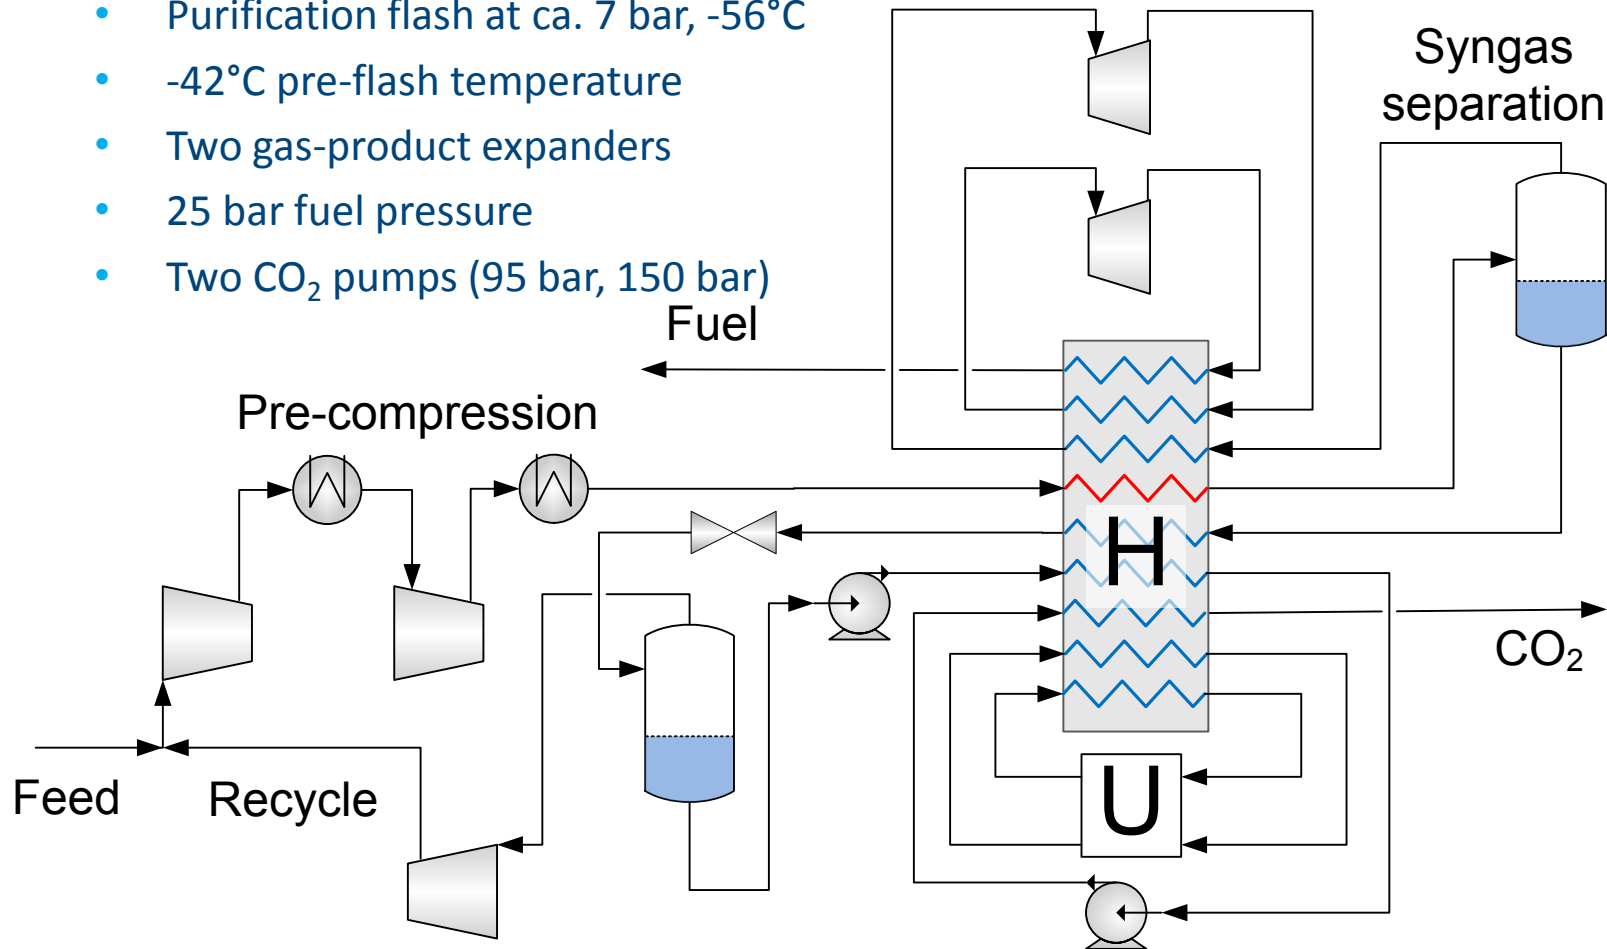 • Purification flash at ca. 7 bar, -56°C
• -42°C pre-flash temperature
• Two gas-product expanders
• 25 bar fuel pressure
• Two CO₂ pumps (95 bar, 150 bar)
Syngas
separation
Fuel
Pre-compression
H
CO₂
Feed
Recycle
U